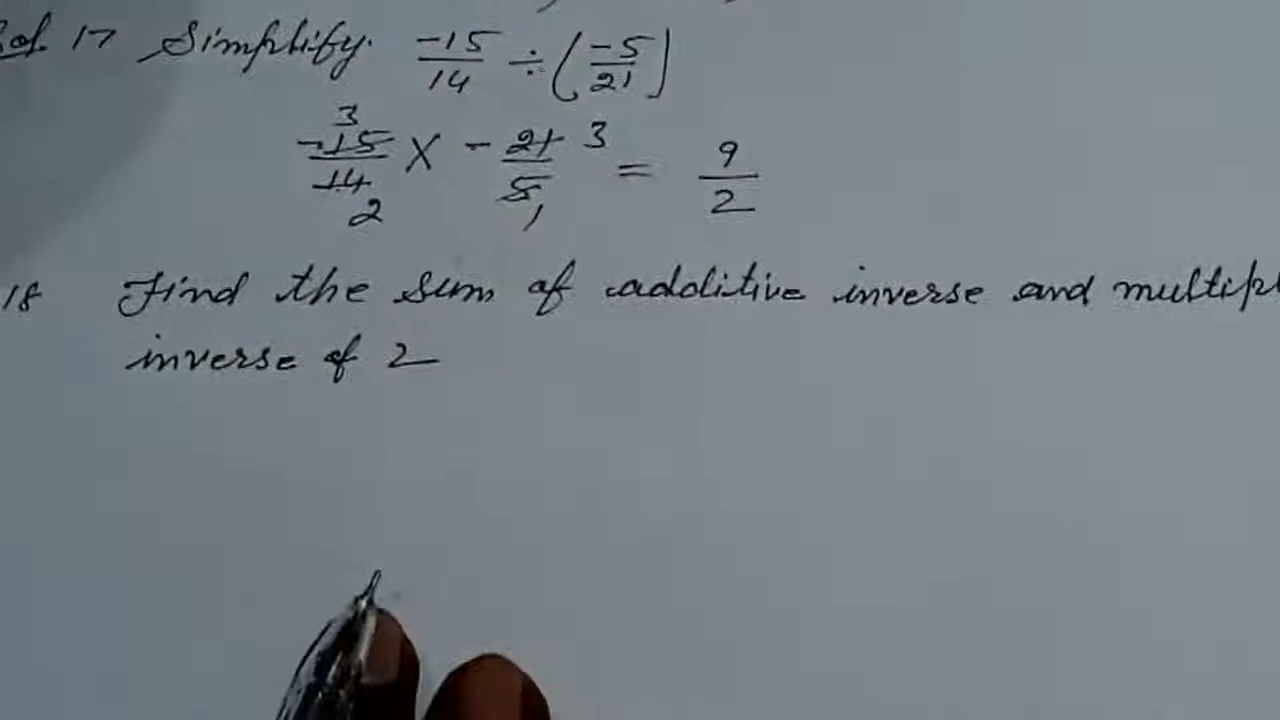 Sol. 17 Simplify. -15/14 ÷ (-5/21)
3
-15/14 × - 21/5 3 = 9/2
2 1
18 Find the sum of additive inverse and multipl
inverse of 2